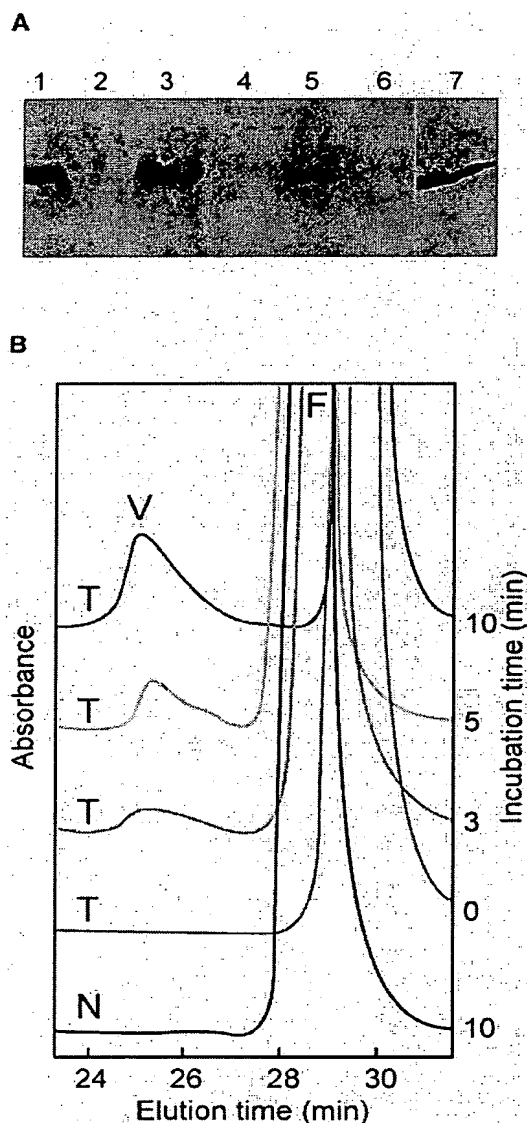 A
1 2 3 4 5 6 7
B
F
V
T 10
T 5
T 3
T 0
N 10
Absorbance
Incubation time (min)
24 26 28 30
Elution time (min)